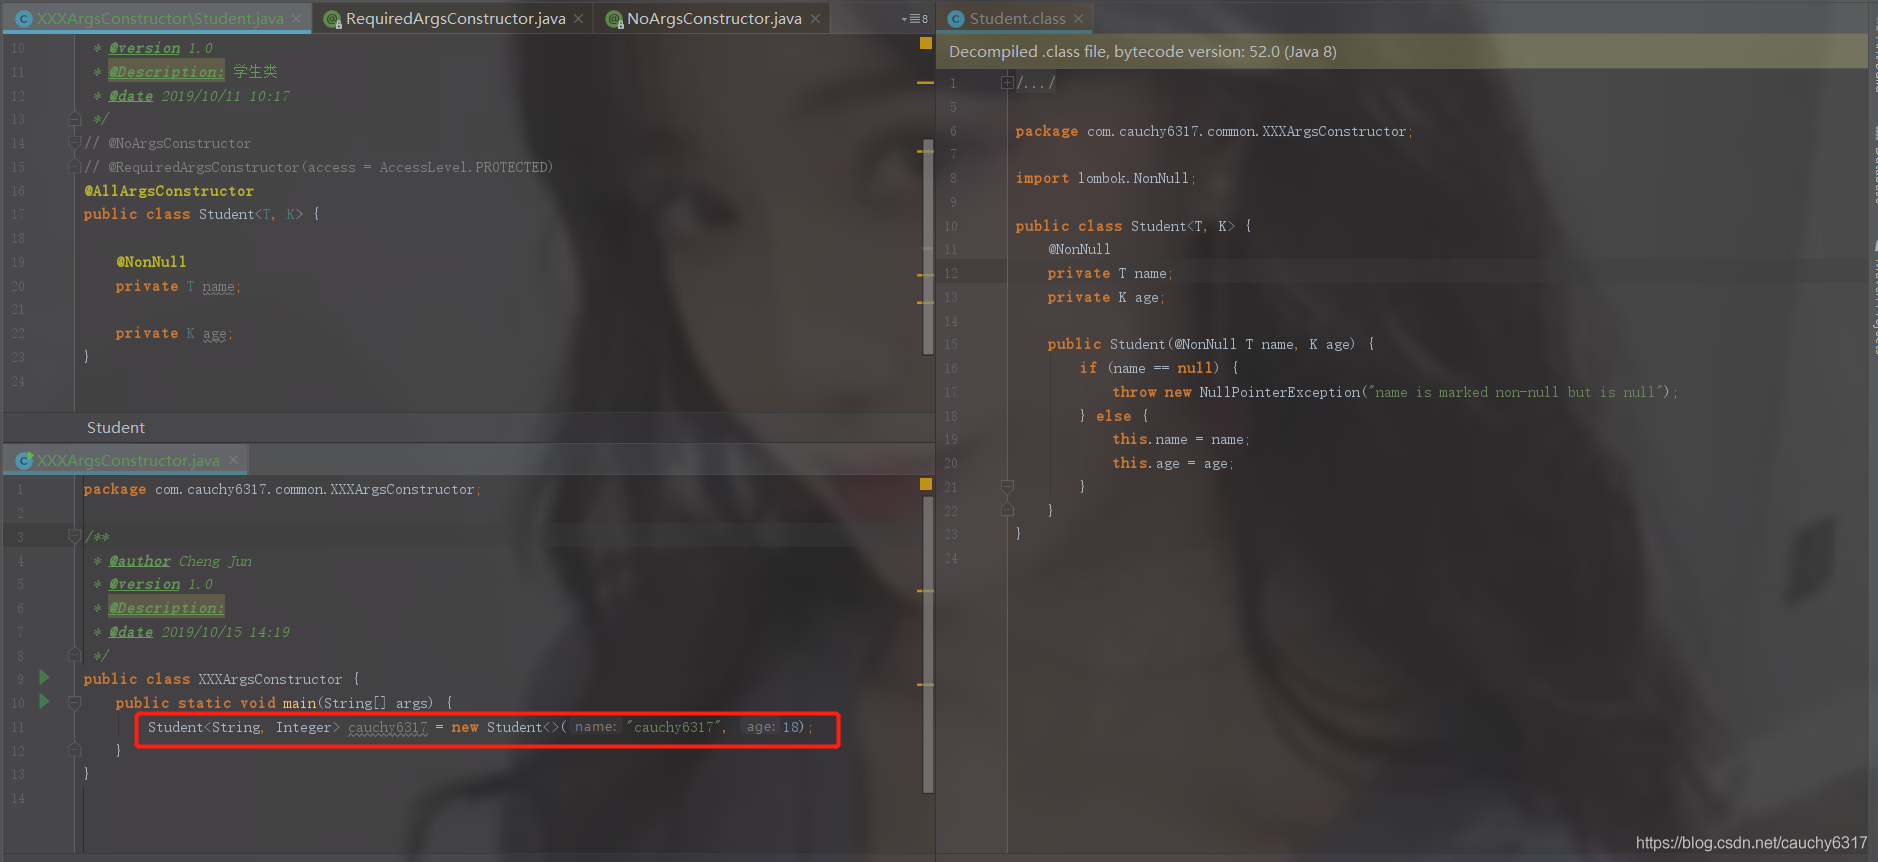 XXXArgsConstructor\Student.java
RequiredArgsConstructor.java
NoArgsConstructor.java
8
10 * @version 1.0
11 * @Description: 学生类
12 * @date 2019/10/11 10:17
13 */
14 // @NoArgsConstructor
15 // @RequiredArgsConstructor(access = AccessLevel.PROTECTED)
16 @AllArgsConstructor
17 public class Student<T, K> {
18
19 @NonNull
20 private T name;
21
22 private K age;
23 }
24
Student
XXXArgsConstructor.java
1 package com.cauchy6317.common.XXXArgsConstructor;
2
3 /**
4 * @author Cheng Jun
5 * @version 1.0
6 * @Description:
7 * @date 2019/10/15 14:19
8 */
9 public class XXXArgsConstructor {
10 public static void main(String[] args) {
11 Student<String, Integer> cauchy6317 = new Student<>( name: "cauchy6317", age: 18);
12 }
13 }
14
Student.class
Decompiled .class file, bytecode version: 52.0 (Java 8)
1 /.../
5
6 package com.cauchy6317.common.XXXArgsConstructor;
7
8 import lombok.NonNull;
9
10 public class Student<T, K> {
11 @NonNull
12 private T name;
13 private K age;
14
15 public Student(@NonNull T name, K age) {
16 if (name == null) {
17 throw new NullPointerException("name is marked non-null but is null");
18 } else {
19 this.name = name;
20 this.age = age;
21 }
22 }
23 }
24
https://blog.csdn.net/cauchy6317